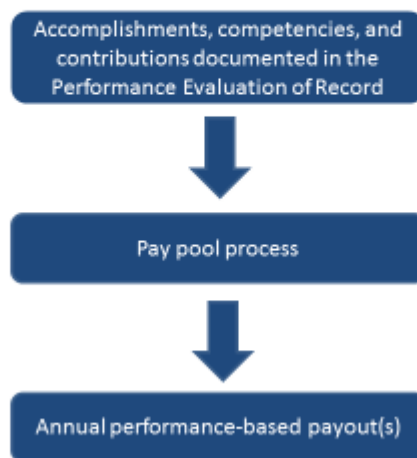 Accomplishments, competencies, and
contributions documented in the
Performance Evaluation of Record
Pay pool process
Annual performance-based payout(s)